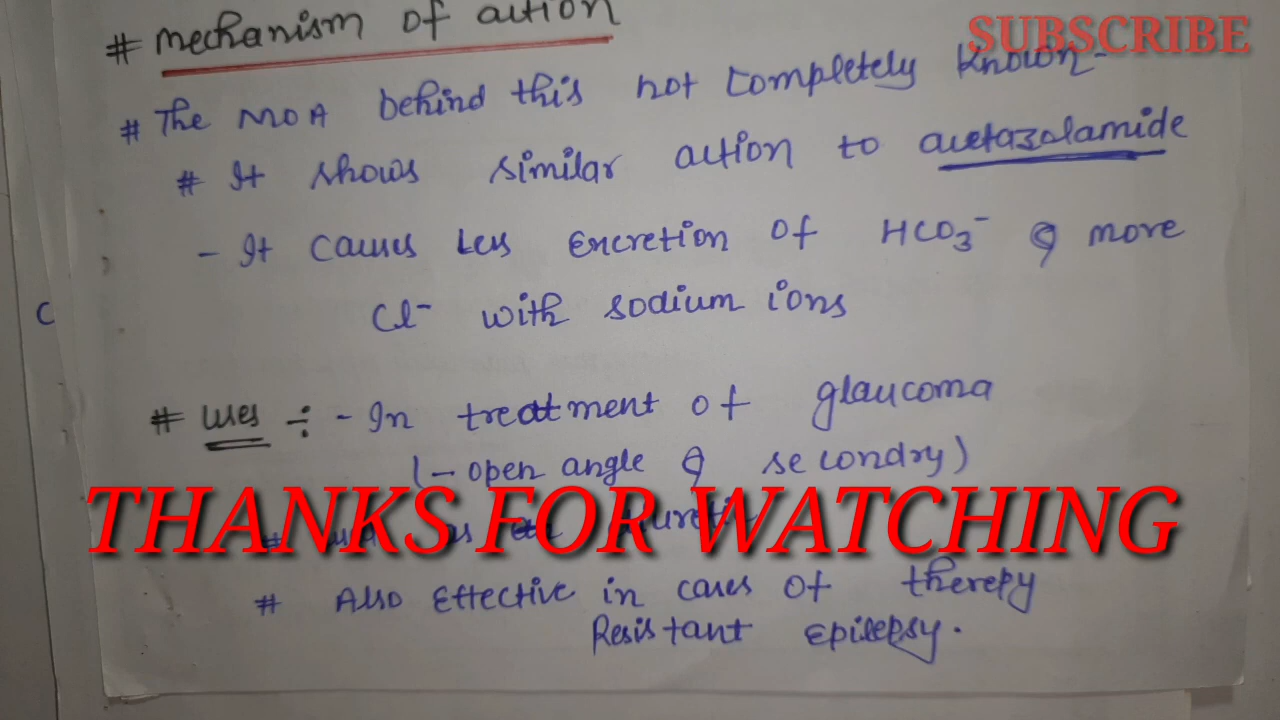 # mechanism of action
SUBSCRIBE
# The MOA behind this not completely known-
# It shows similar action to acetazolamide
- It causes Less Excretion of HCO3⁻ & more
Cl⁻ with sodium ions
C
# Uses ÷ - In treatment of glaucoma
(- open angle & secondry)
THANKS FOR WATCHING
#
# Also Effective in cases of therepy
Resistant Epilepsy.